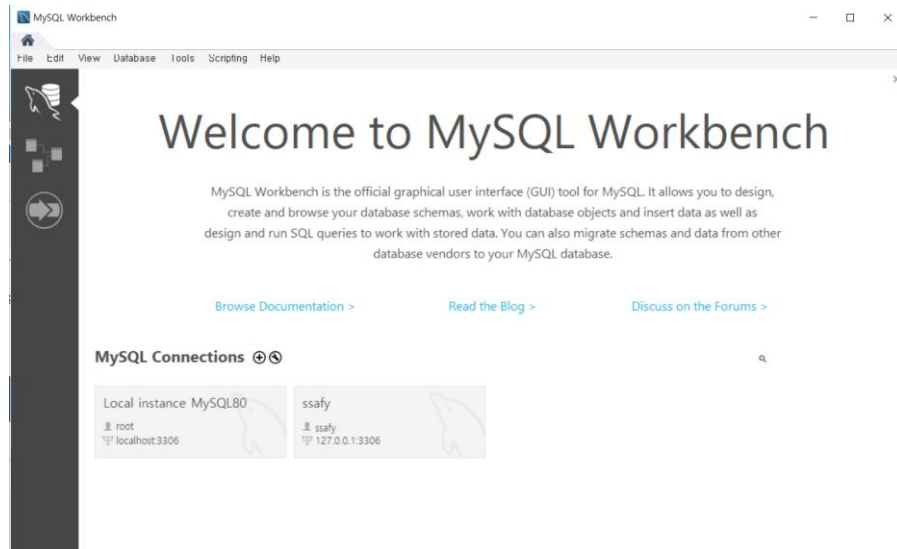 MySQL Workbench
File Edit View Database Tools Scripting Help
Welcome to MySQL Workbench
MySQL Workbench is the official graphical user interface (GUI) tool for MySQL. It allows you to design,
create and browse your database schemas, work with database objects and insert data as well as
design and run SQL queries to work with stored data. You can also migrate schemas and data from other
database vendors to your MySQL database.
Browse Documentation > Read the Blog > Discuss on the Forums >
MySQL Connections
Local instance MySQL80 ssafy
root ssafy
localhost:3306 127.0.0.1:3306